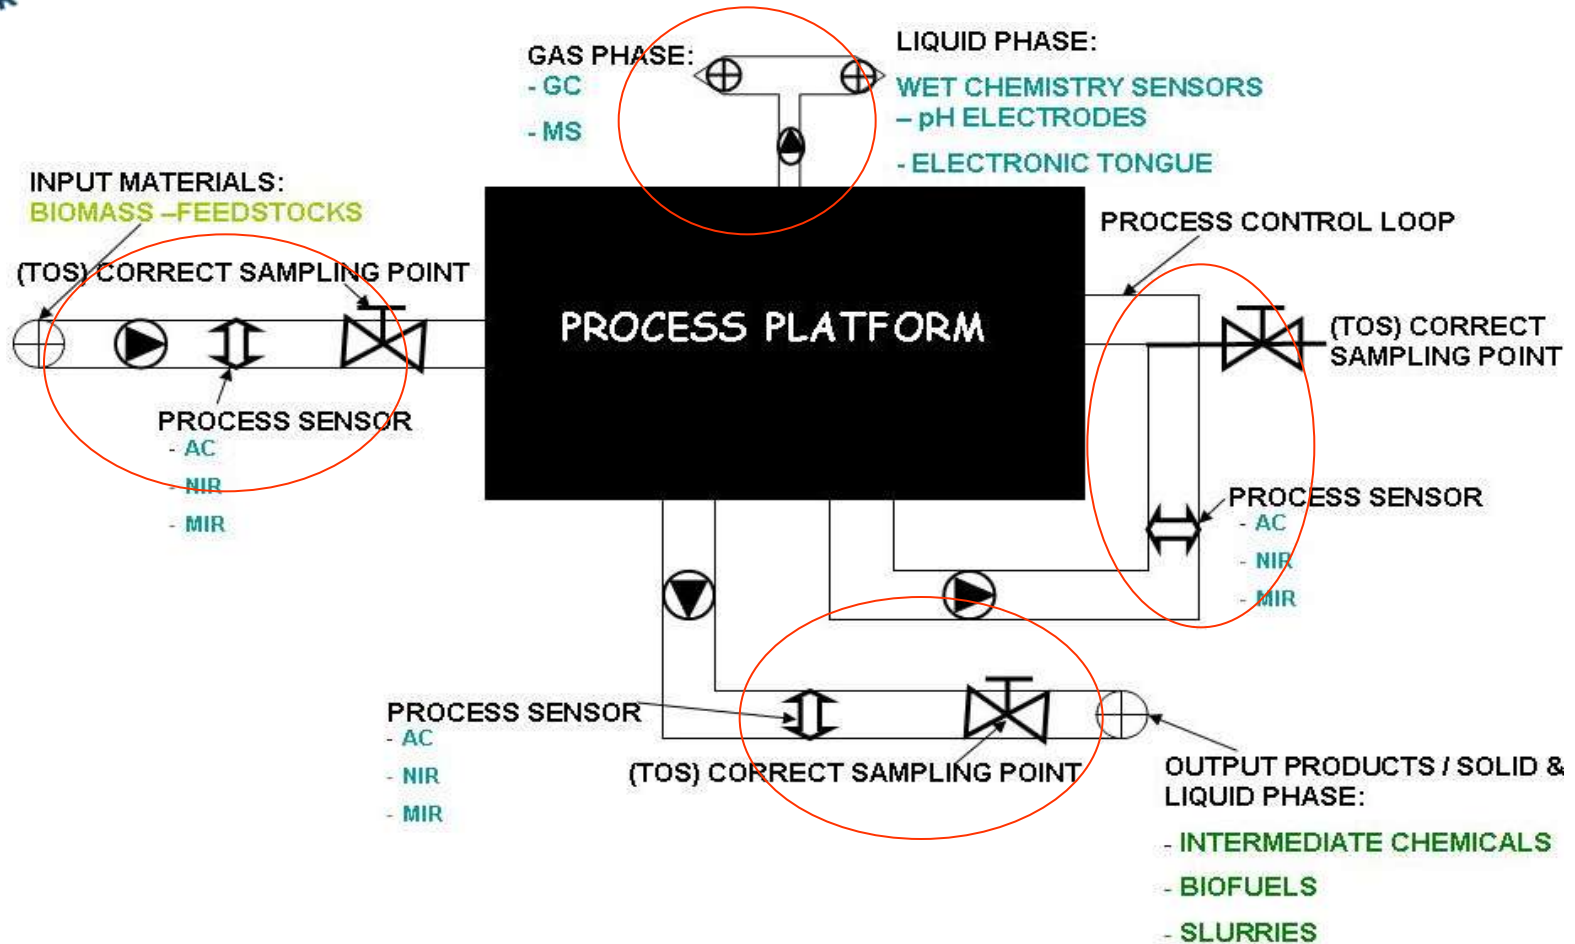 GAS PHASE:
- GC
- MS
LIQUID PHASE:
WET CHEMISTRY SENSORS
– pH ELECTRODES
- ELECTRONIC TONGUE
INPUT MATERIALS:
BIOMASS –FEEDSTOCKS
(TOS) CORRECT SAMPLING POINT
PROCESS SENSOR
- AC
- NIR
- MIR
PROCESS PLATFORM
PROCESS CONTROL LOOP
(TOS) CORRECT
SAMPLING POINT
PROCESS SENSOR
- AC
- NIR
- MIR
PROCESS SENSOR
- AC
- NIR
- MIR
(TOS) CORRECT SAMPLING POINT
OUTPUT PRODUCTS / SOLID &
LIQUID PHASE:
- INTERMEDIATE CHEMICALS
- BIOFUELS
- SLURRIES